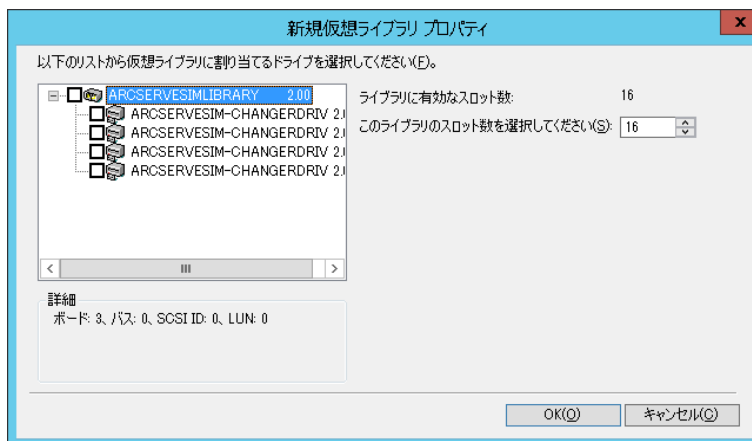 新規仮想ライブラリ プロパティ
x
以下のリストから仮想ライブラリに割り当てるドライブを選択してください(F)。
ARCSERVESIMLIBRARY 2.00
ARCSERVESIM-CHANGERDRIV 2.
ARCSERVESIM-CHANGERDRIV 2.
ARCSERVESIM-CHANGERDRIV 2.
ARCSERVESIM-CHANGERDRIV 2.
ライブラリに有効なスロット数: 16
このライブラリのスロット数を選択してください(S): 16
詳細
ボード: 3、バス: 0、SCSI ID: 0、LUN: 0
OK(O) キャンセル(C)